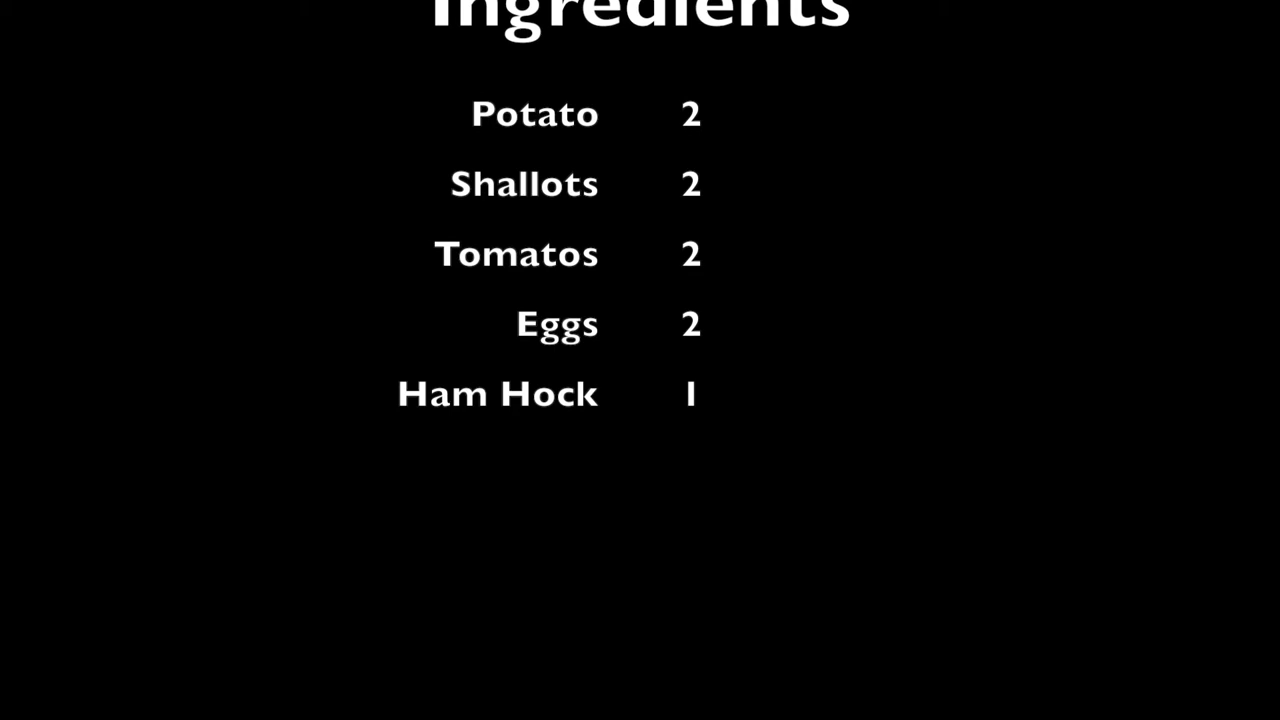 Ingredients
Potato 2
Shallots 2
Tomatos 2
Eggs 2
Ham Hock 1